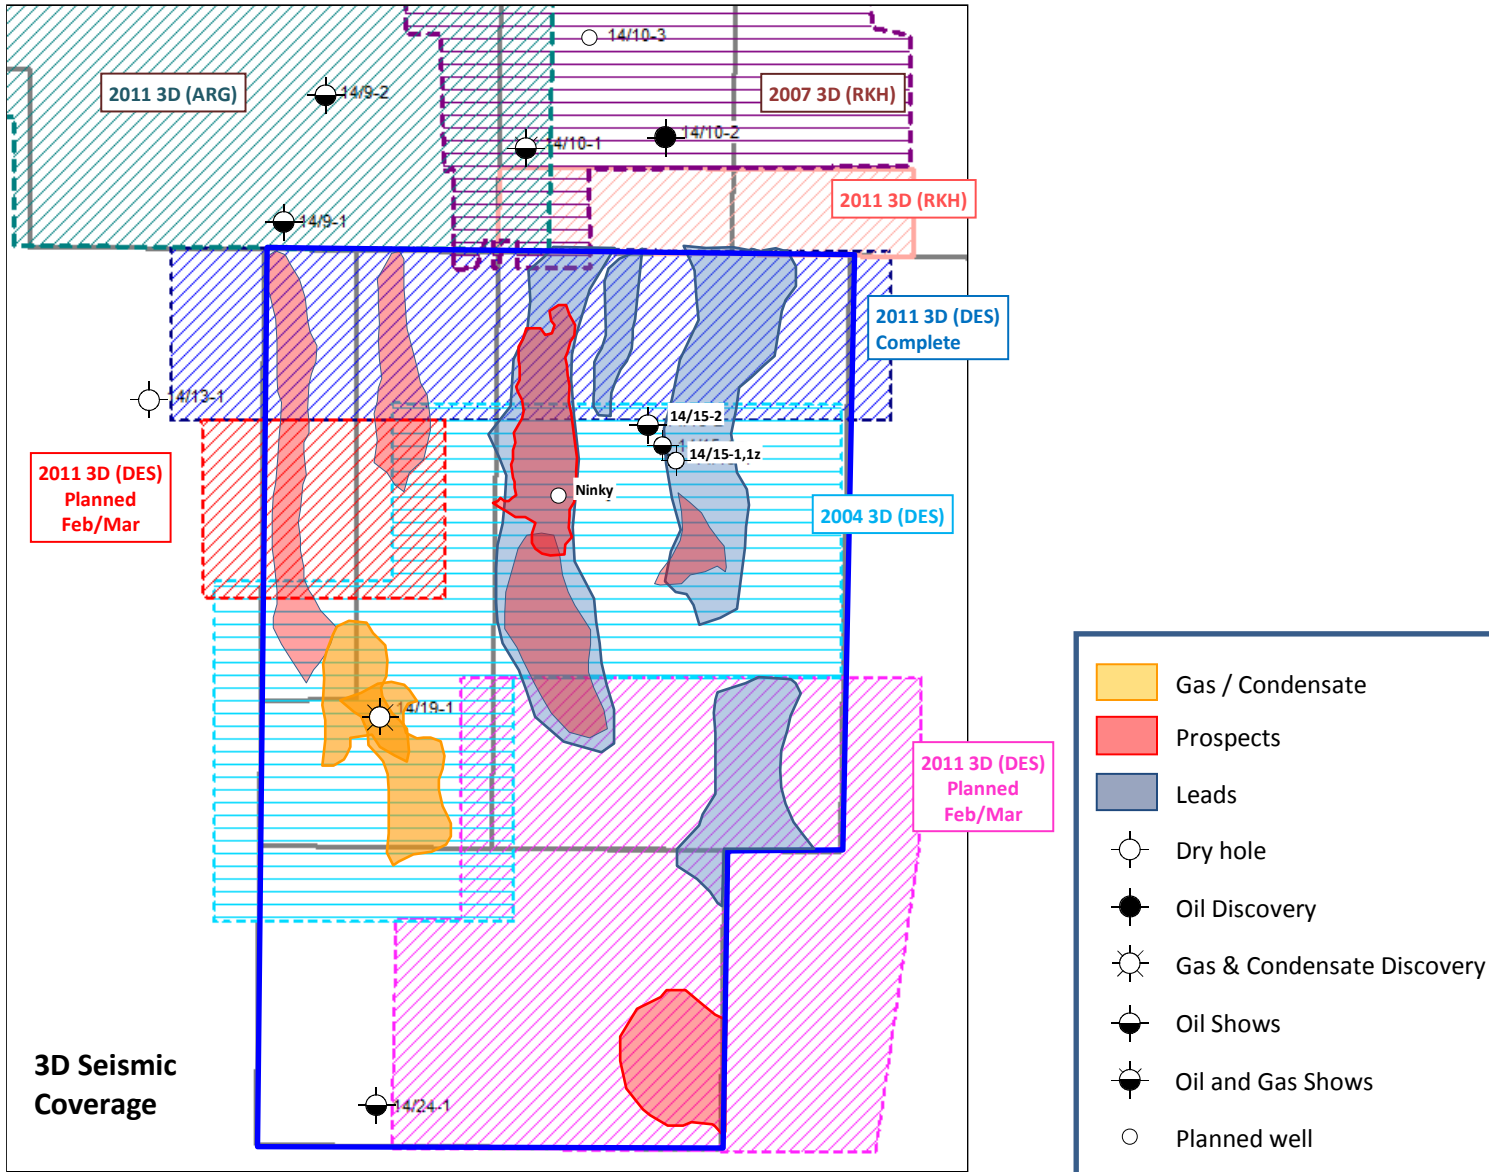 14/10-3
2011 3D (ARG)
14/9-2
2007 3D (RKH)
14/10-1
14/10-2
2011 3D (RKH)
14/9-1
2011 3D (DES)
Complete
14/13-1
14/15-2
14/15-1,1z
2011 3D (DES)
Planned
Feb/Mar
Ninky
2004 3D (DES)
14/19-1
2011 3D (DES)
Planned
Feb/Mar
3D Seismic
Coverage
14/24-1
Gas / Condensate
Prospects
Leads
Dry hole
Oil Discovery
Gas & Condensate Discovery
Oil Shows
Oil and Gas Shows
Planned well